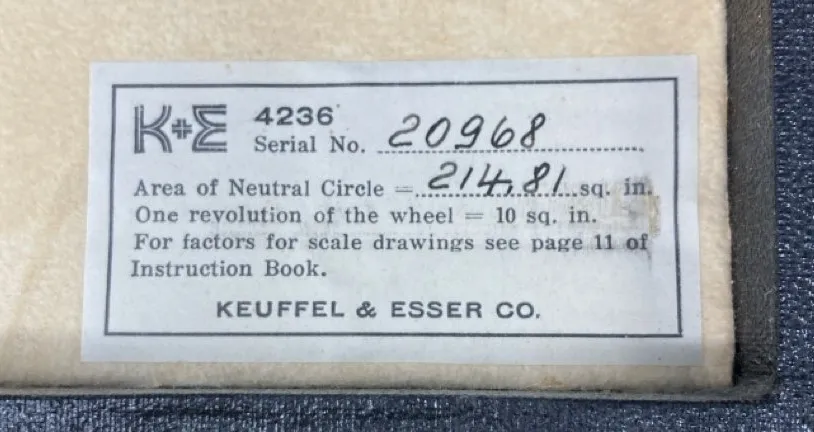 K+E 4236
Serial No. 20968
Area of Neutral Circle = 214.81 sq. in.
One revolution of the wheel = 10 sq. in.
For factors for scale drawings see page 11 of
Instruction Book.
KEUFFEL & ESSER CO.